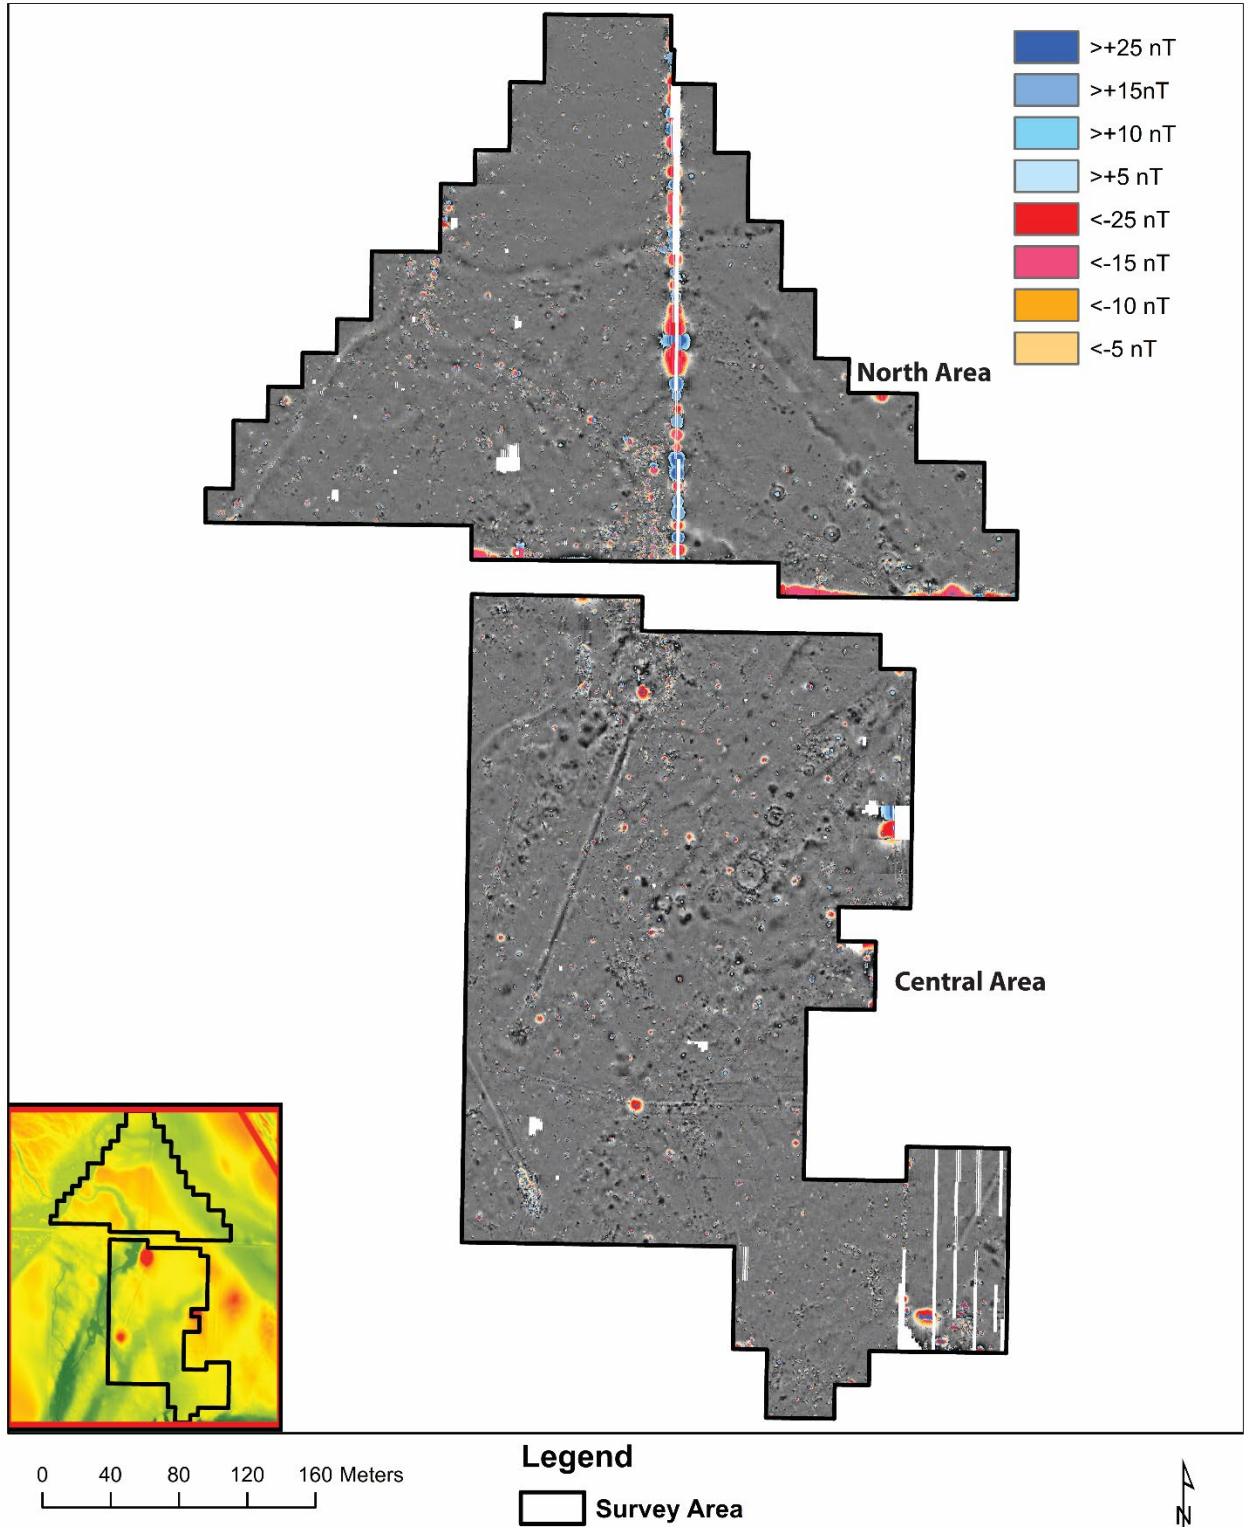 >+25 nT
>+15nT
>+10 nT
>+5 nT
<-25 nT
<-15 nT
<-10 nT
<-5 nT
North Area
Central Area
0 40 80 120 160 Meters
Legend
Survey Area
N